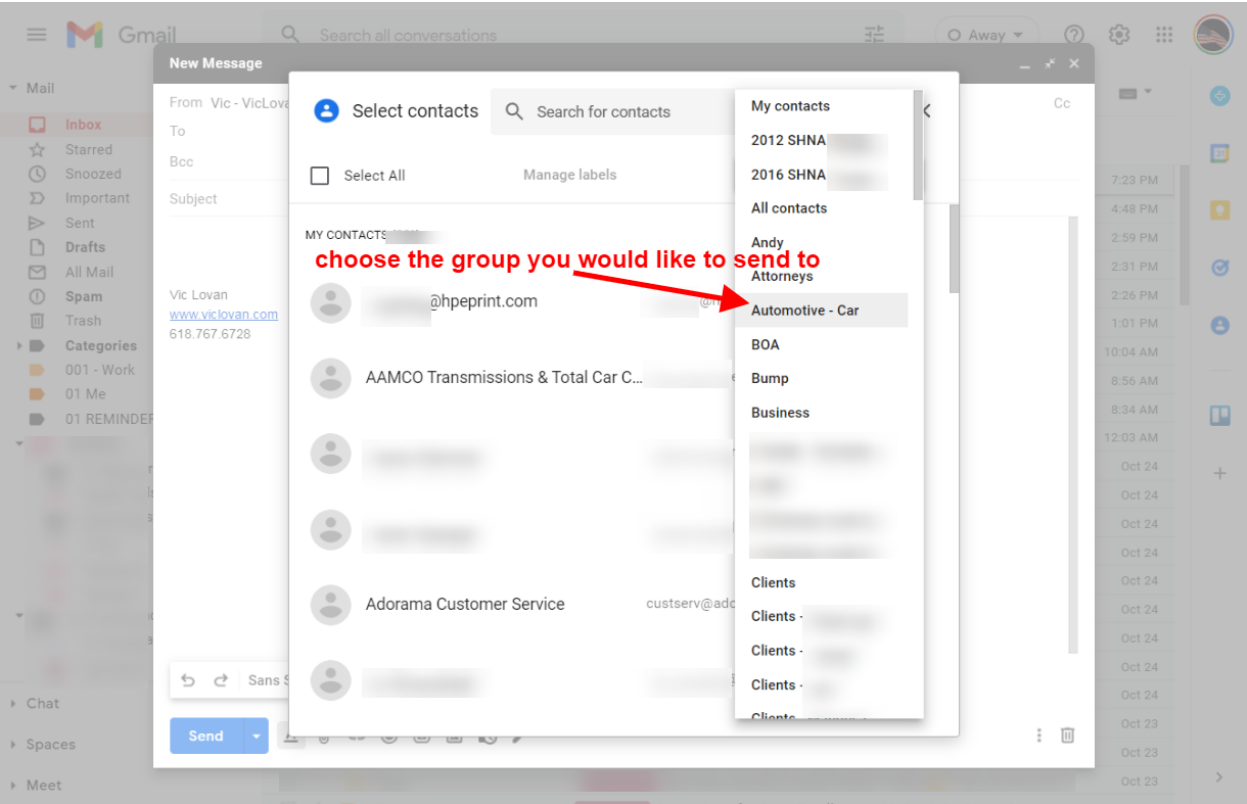 Gmail
Search all conversations
Away
New Message
Mail
Inbox
Starred
Snoozed
Important
Sent
Drafts
All Mail
Spam
Trash
Categories
001 - Work
01 Me
01 REMINDER
Chat
Spaces
Meet
From Vic - VicLova
Cc
To
Bcc
Subject
Vic Lovan
www.viclovan.com
618.767.6728
Sans S
Send
Select contacts
Search for contacts
Select All
Manage labels
MY CONTACTS
choose the group you would like to send to
@hpeprint.com
AAMCO Transmissions & Total Car C...
Adorama Customer Service
custserv@ado
My contacts
2012 SHNA
2016 SHNA
All contacts
Andy
Attorneys
Automotive - Car
BOA
Bump
Business
Clients
Clients -
Clients -
Clients -
Clients
7:23 PM
4:48 PM
2:59 PM
2:31 PM
2:26 PM
1:01 PM
10:04 AM
8:56 AM
8:34 AM
12:03 AM
Oct 24
Oct 24
Oct 24
Oct 24
Oct 24
Oct 24
Oct 24
Oct 24
Oct 24
Oct 23
Oct 23
Oct 23
31